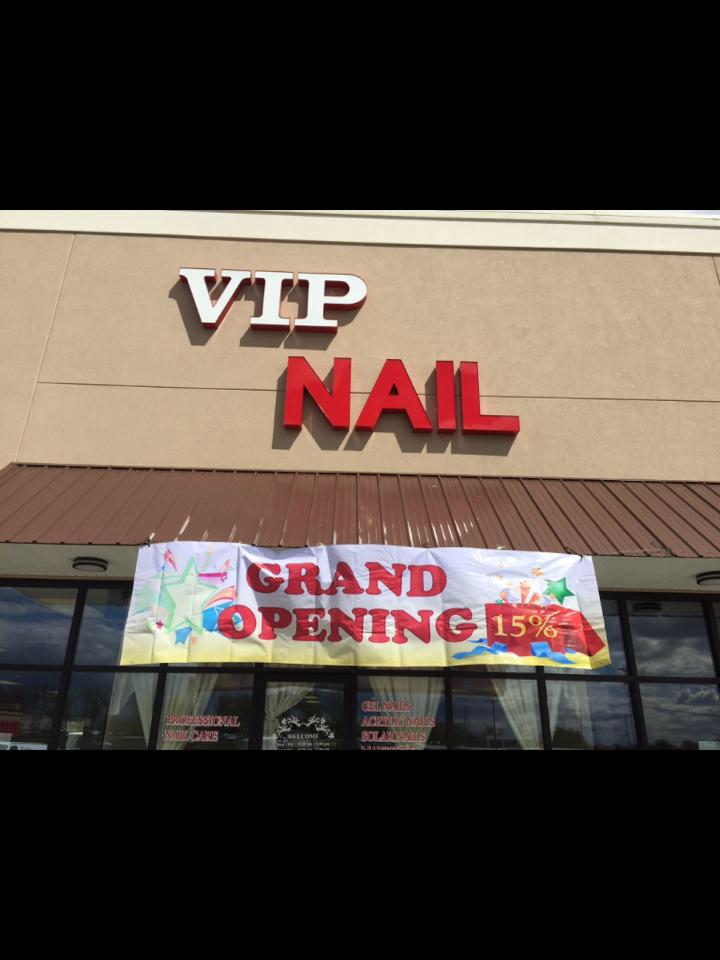 VIP
NAIL
GRAND
OPENING 15%
PROFESSIONAL
NAIL CARE
WELCOME
GEL NAILS
ACRYLIC NAILS
SOLAR NAILS